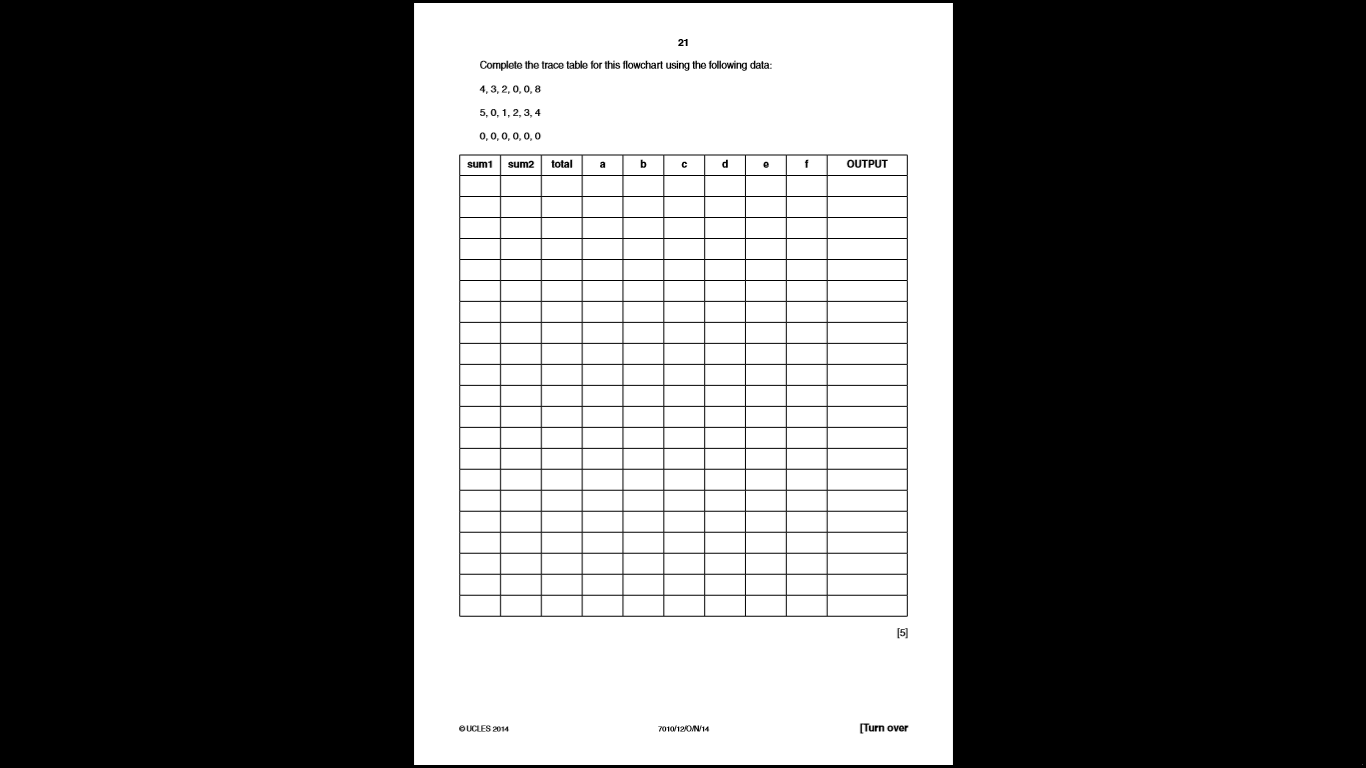 21
Complete the trace table for this flowchart using the following data:
4, 3, 2, 0, 0, 8
5, 0, 1, 2, 3, 4
0, 0, 0, 0, 0, 0
sum1 sum2 total a b c d e f OUTPUT
[5]
© UCLES 2014 7010/12/O/N/14 [Turn over